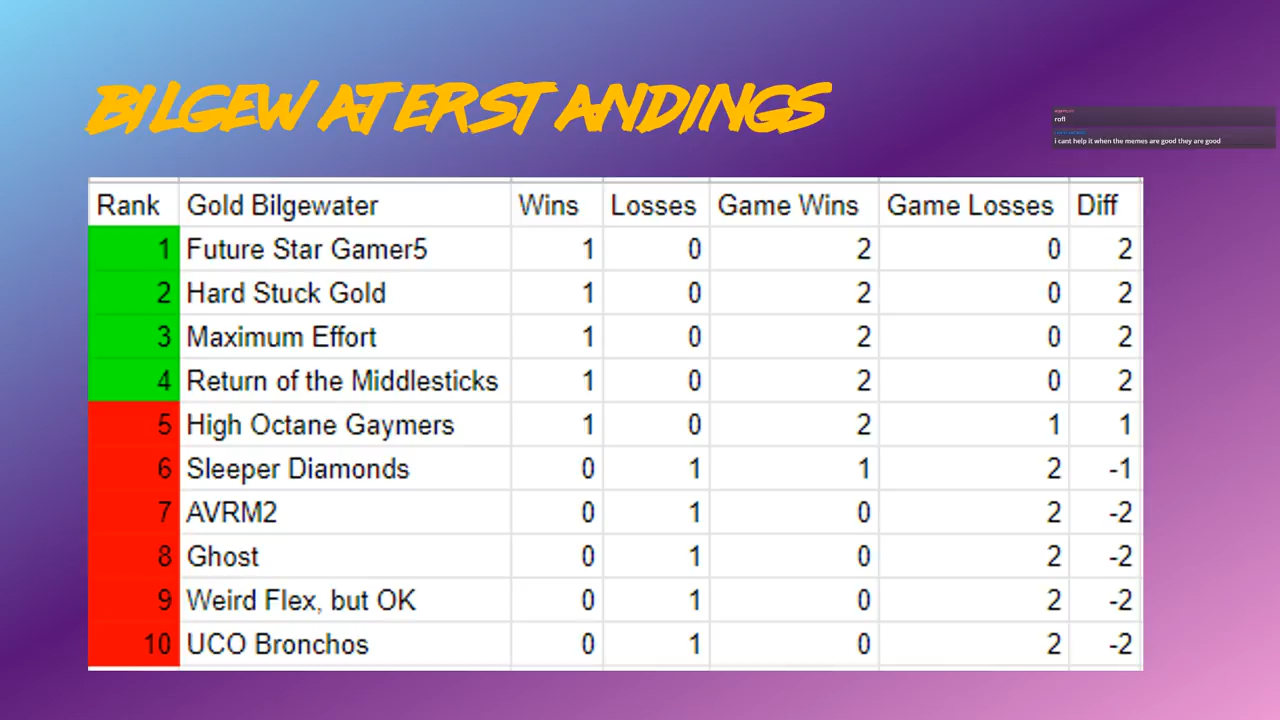 BILGEW ATERST ANDINGS
rofl
i cant help it when the memes are good they are good
Rank Gold Bilgewater Wins Losses Game Wins Game Losses Diff
1 Future Star Gamer5 1 0 2 0 2
2 Hard Stuck Gold 1 0 2 0 2
3 Maximum Effort 1 0 2 0 2
4 Return of the Middlesticks 1 0 2 0 2
5 High Octane Gaymers 1 0 2 1 1
6 Sleeper Diamonds 0 1 1 2 -1
7 AVRM2 0 1 0 2 -2
8 Ghost 0 1 0 2 -2
9 Weird Flex, but OK 0 1 0 2 -2
10 UCO Bronchos 0 1 0 2 -2